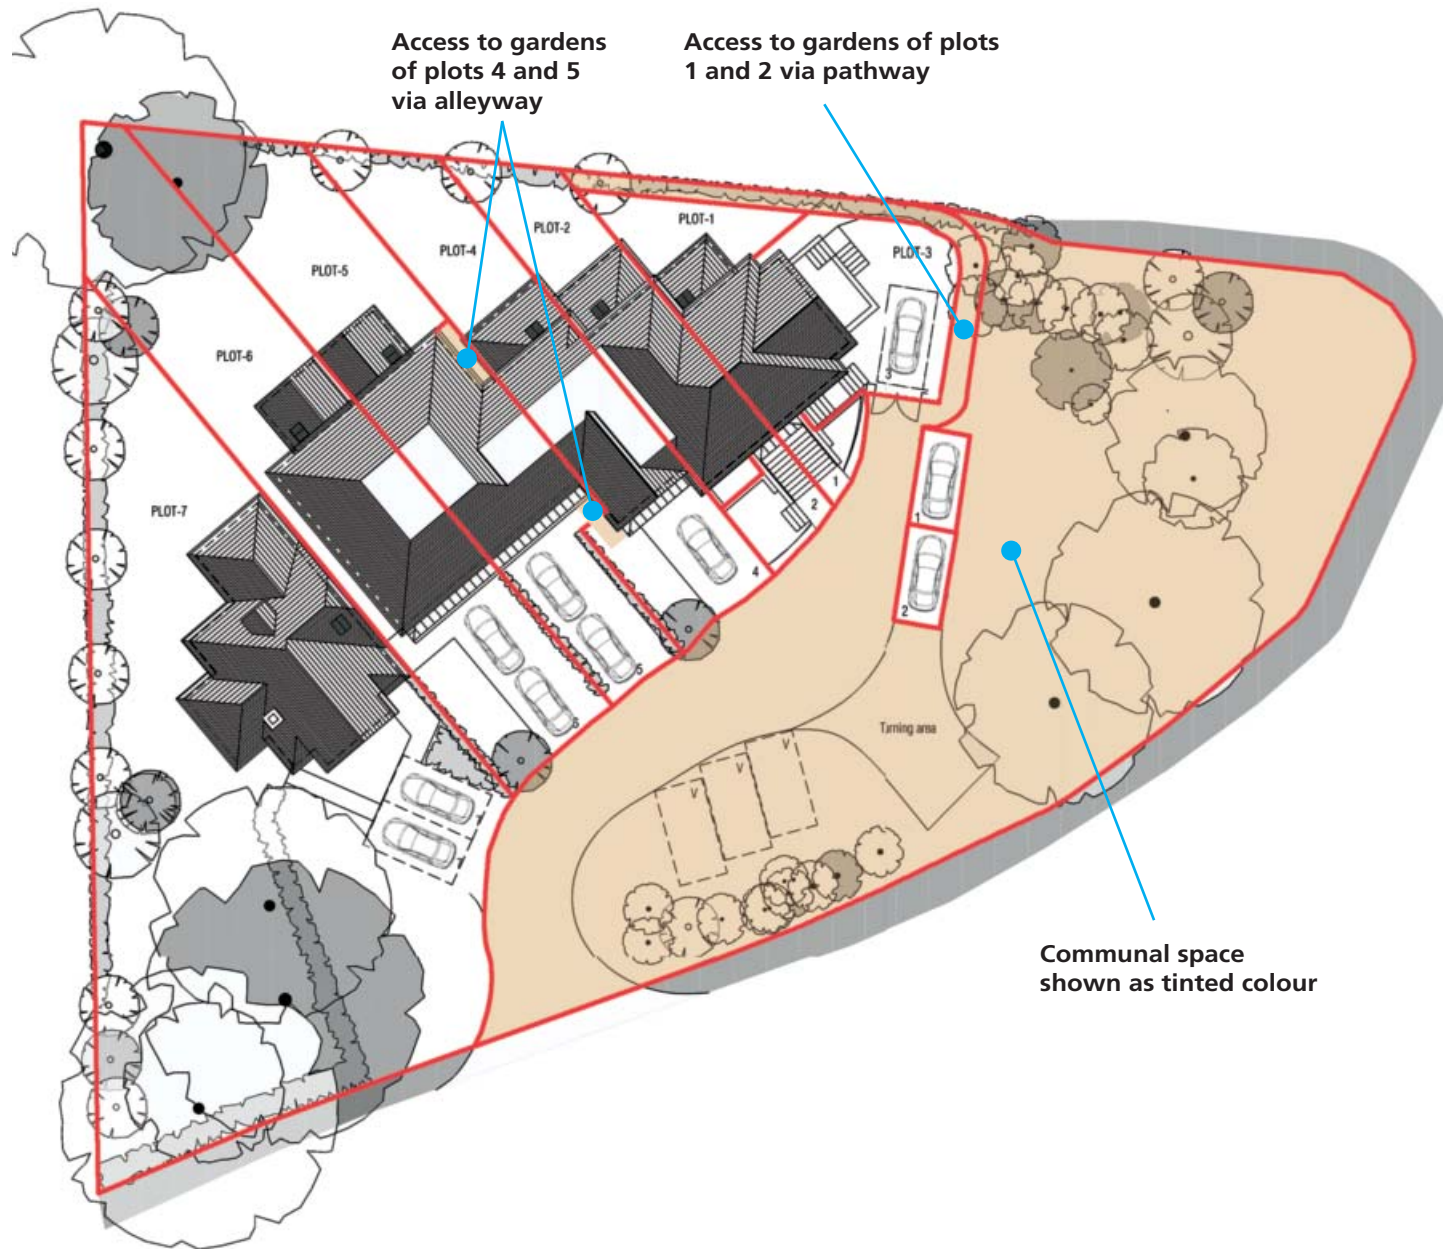 Access to gardens
of plots 4 and 5
via alleyway
Access to gardens of plots
1 and 2 via pathway
PLOT-1
PLOT-2
PLOT-3
PLOT-4
PLOT-5
PLOT-6
PLOT-7
3
1
2
1
2
4
5
6
Turning area
V
V
V
Communal space
shown as tinted colour